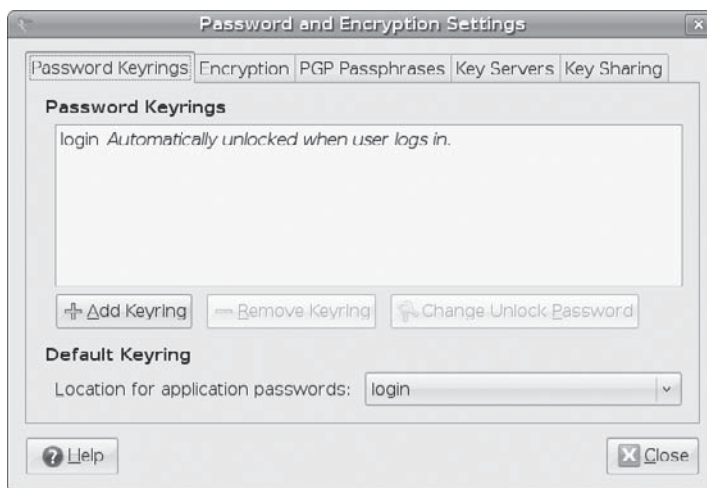 Password and Encryption Settings
Password Keyrings Encryption PGP Passphrases Key Servers Key Sharing
Password Keyrings
login Automatically unlocked when user logs in.
Add Keyring Remove Keyring Change Unlock Password
Default Keyring
Location for application passwords: login
Help Close